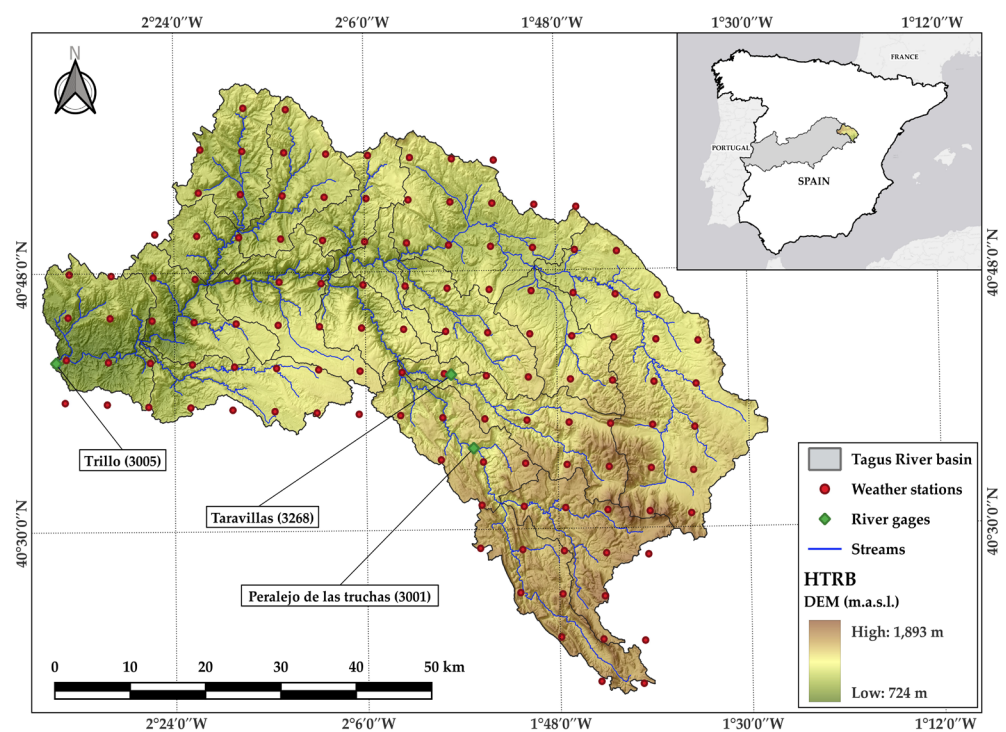 2°24′0″W
2°6′0″W
1°48′0″W
1°30′0″W
1°12′0″W
N
FRANCE
PORTUGAL
SPAIN
40°48′0″N
40°48′0″N
Trillo (3005)
Taravillas (3268)
Peralejo de las truchas (3001)
40°30′0″N
40°30′0″N
Tagus River basin
Weather stations
River gages
Streams
HTRB
DEM (m.a.s.l.)
High: 1,893 m
Low: 724 m
0 10 20 30 40 50 km
2°24′0″W
2°6′0″W
1°48′0″W
1°30′0″W
1°12′0″W